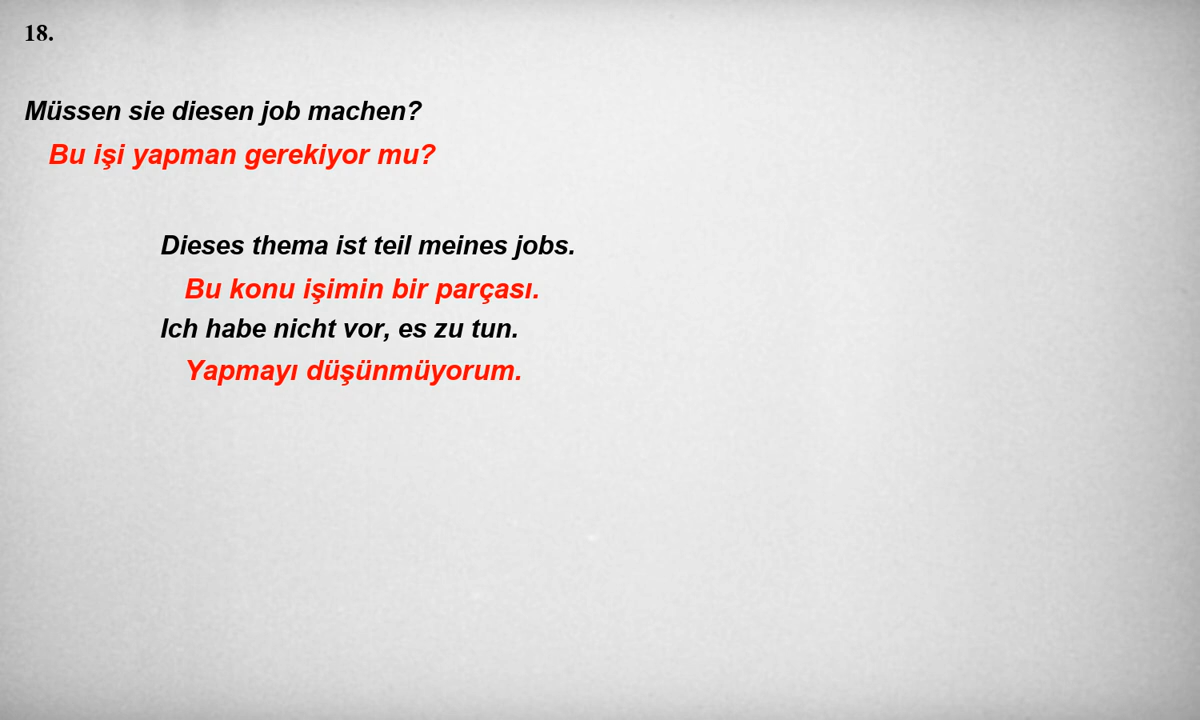 18.
Müssen sie diesen job machen?
Bu işi yapman gerekiyor mu?
Dieses thema ist teil meines jobs.
Bu konu işimin bir parçası.
Ich habe nicht vor, es zu tun.
Yapmayı düşünmüyorum.